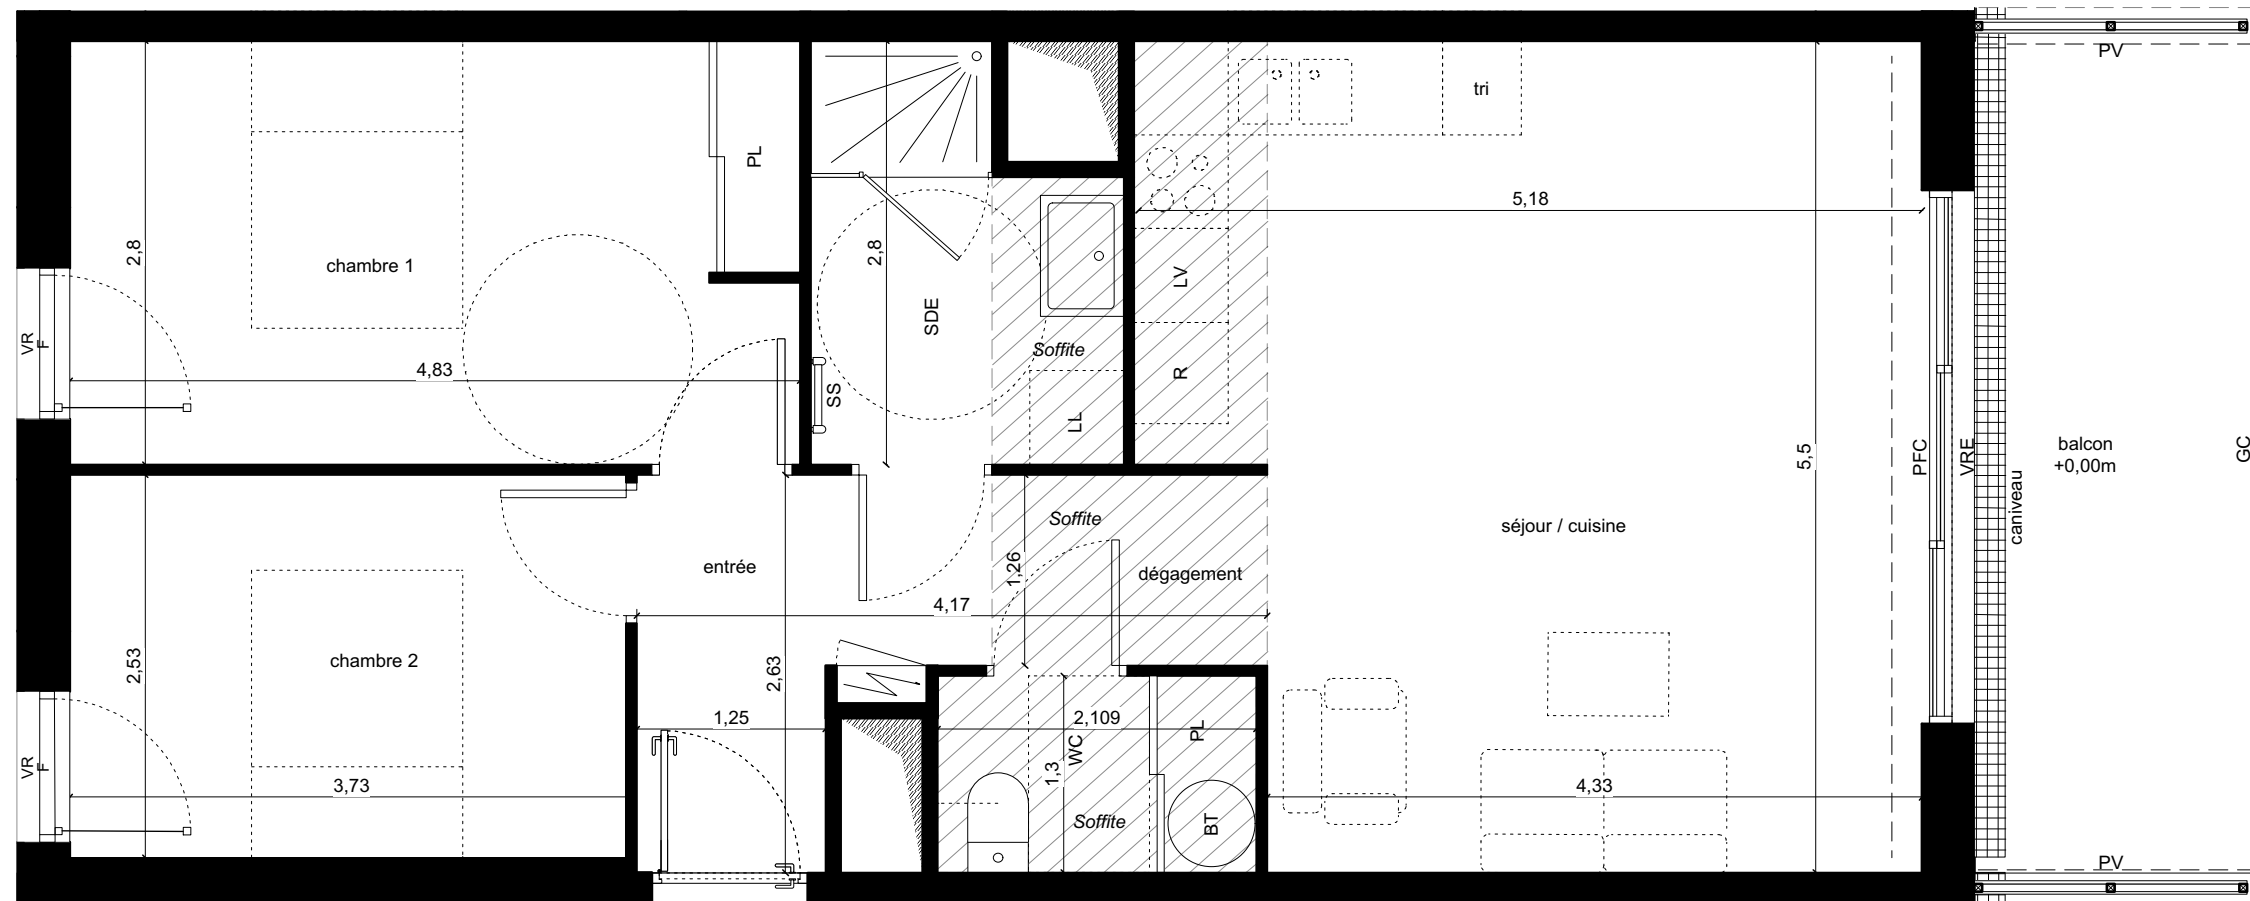 PV
tri
PL
5,18
2,8
2,8
chambre 1
LV
SDE
VR
F
Soffite
R
4,83
SS
LL
5,5
PFC
VRE
balcon
+0,00m
GC
caniveau
Soffite
séjour / cuisine
entrée
1,26
dégagement
4,17
chambre 2
2,53
2,63
1,25
2,109
PL
WC
VR
F
1,3
3,73
4,33
Soffite
BT
PV